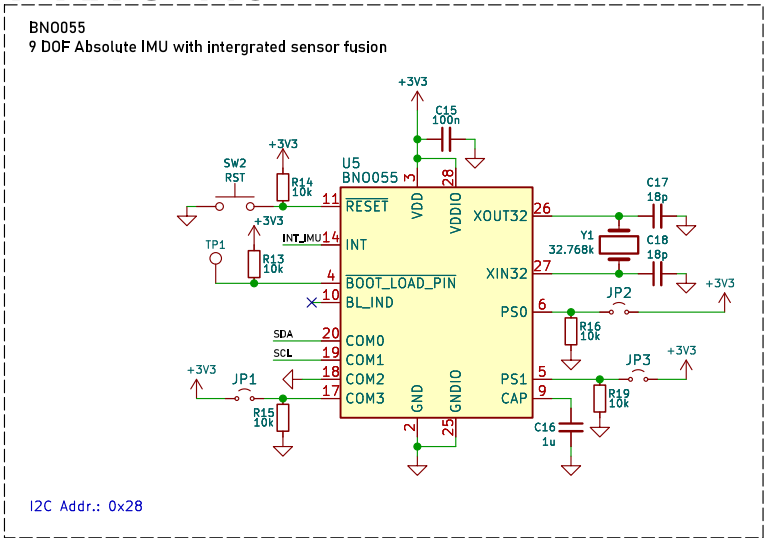 BNO055
9 DOF Absolute IMU with intergrated sensor fusion
+3V3
C15
100n
+3V3
SW2
RST
R14
10k
U5
BNO055
3
28
VDD
VDDIO
11
RESET
C17
18p
26
XOUT32
+3V3
INT_IMU
14
INT
TP1
R13
10k
Y1
32.768k
C18
18p
27
XIN32
4
BOOT_LOAD_PIN
10
BL_IND
+3V3
JP2
6
PS0
R16
10k
SDA
20
COM0
SCL
19
COM1
18
COM2
17
COM3
+3V3
JP1
R15
10k
+3V3
JP3
5
PS1
9
CAP
R19
10k
C16
1u
GND
GNDIO
2
25
I2C Addr.: 0x28